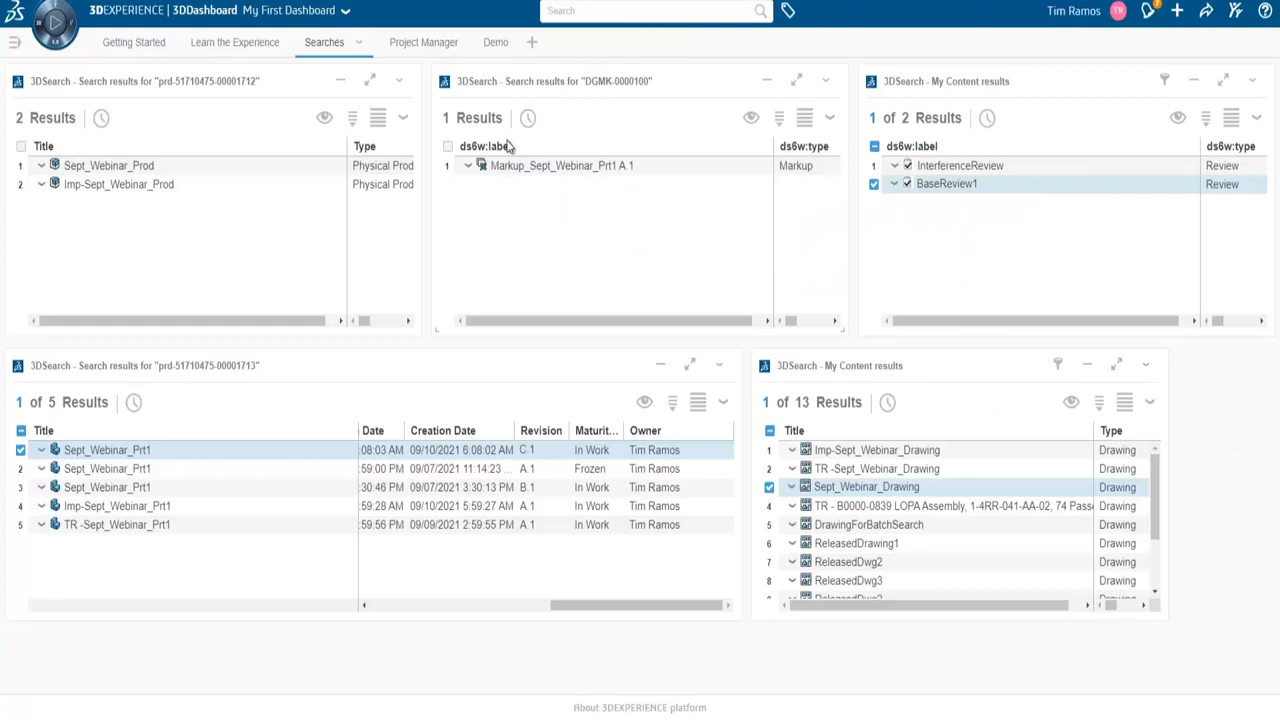 3DEXPERIENCE | 3DDashboard My First Dashboard
Search
Tim Ramos TR
Getting Started Learn the Experience Searches Project Manager Demo
3DSearch - Search results for "prd-51710475-00001712"
2 Results
Title Type
1 Sept_Webinar_Prod Physical Prod
2 Imp-Sept_Webinar_Prod Physical Prod
3DSearch - Search results for "DGMK-0000100"
1 Results
ds6w:label ds6w:type
1 Markup_Sept_Webinar_Prt1 A.1 Markup
3DSearch - My Content results
1 of 2 Results
ds6w:label ds6w:type
1 InterferenceReview Review
2 BaseReview1 Review
3DSearch - Search results for "prd-51710475-00001713"
1 of 5 Results
Title Date Creation Date Revision Maturit... Owner
1 Sept_Webinar_Prt1 :08:03 AM 09/10/2021 6:08:02 AM C.1 In Work Tim Ramos
2 Sept_Webinar_Prt1 :59:00 PM 09/07/2021 11:14:23 ... A.1 Frozen Tim Ramos
3 Sept_Webinar_Prt1 :30:46 PM 09/07/2021 3:30:13 PM B.1 In Work Tim Ramos
4 Imp-Sept_Webinar_Prt1 :59:28 AM 09/10/2021 5:59:27 AM A.1 In Work Tim Ramos
5 TR -Sept_Webinar_Prt1 :59:56 PM 09/09/2021 2:59:55 PM A.1 In Work Tim Ramos
3DSearch - My Content results
1 of 13 Results
Title Type
1 Imp-Sept_Webinar_Drawing Drawing
2 TR -Sept_Webinar_Drawing Drawing
3 Sept_Webinar_Drawing Drawing
4 TR - B0000-0839 LOPA Assembly, 1-4RR-041-AA-02, 74 Pass Drawing
5 DrawingForBatchSearch Drawing
6 ReleasedDrawing1 Drawing
7 ReleasedDwg2 Drawing
8 ReleasedDwg3 Drawing
About 3DEXPERIENCE platform